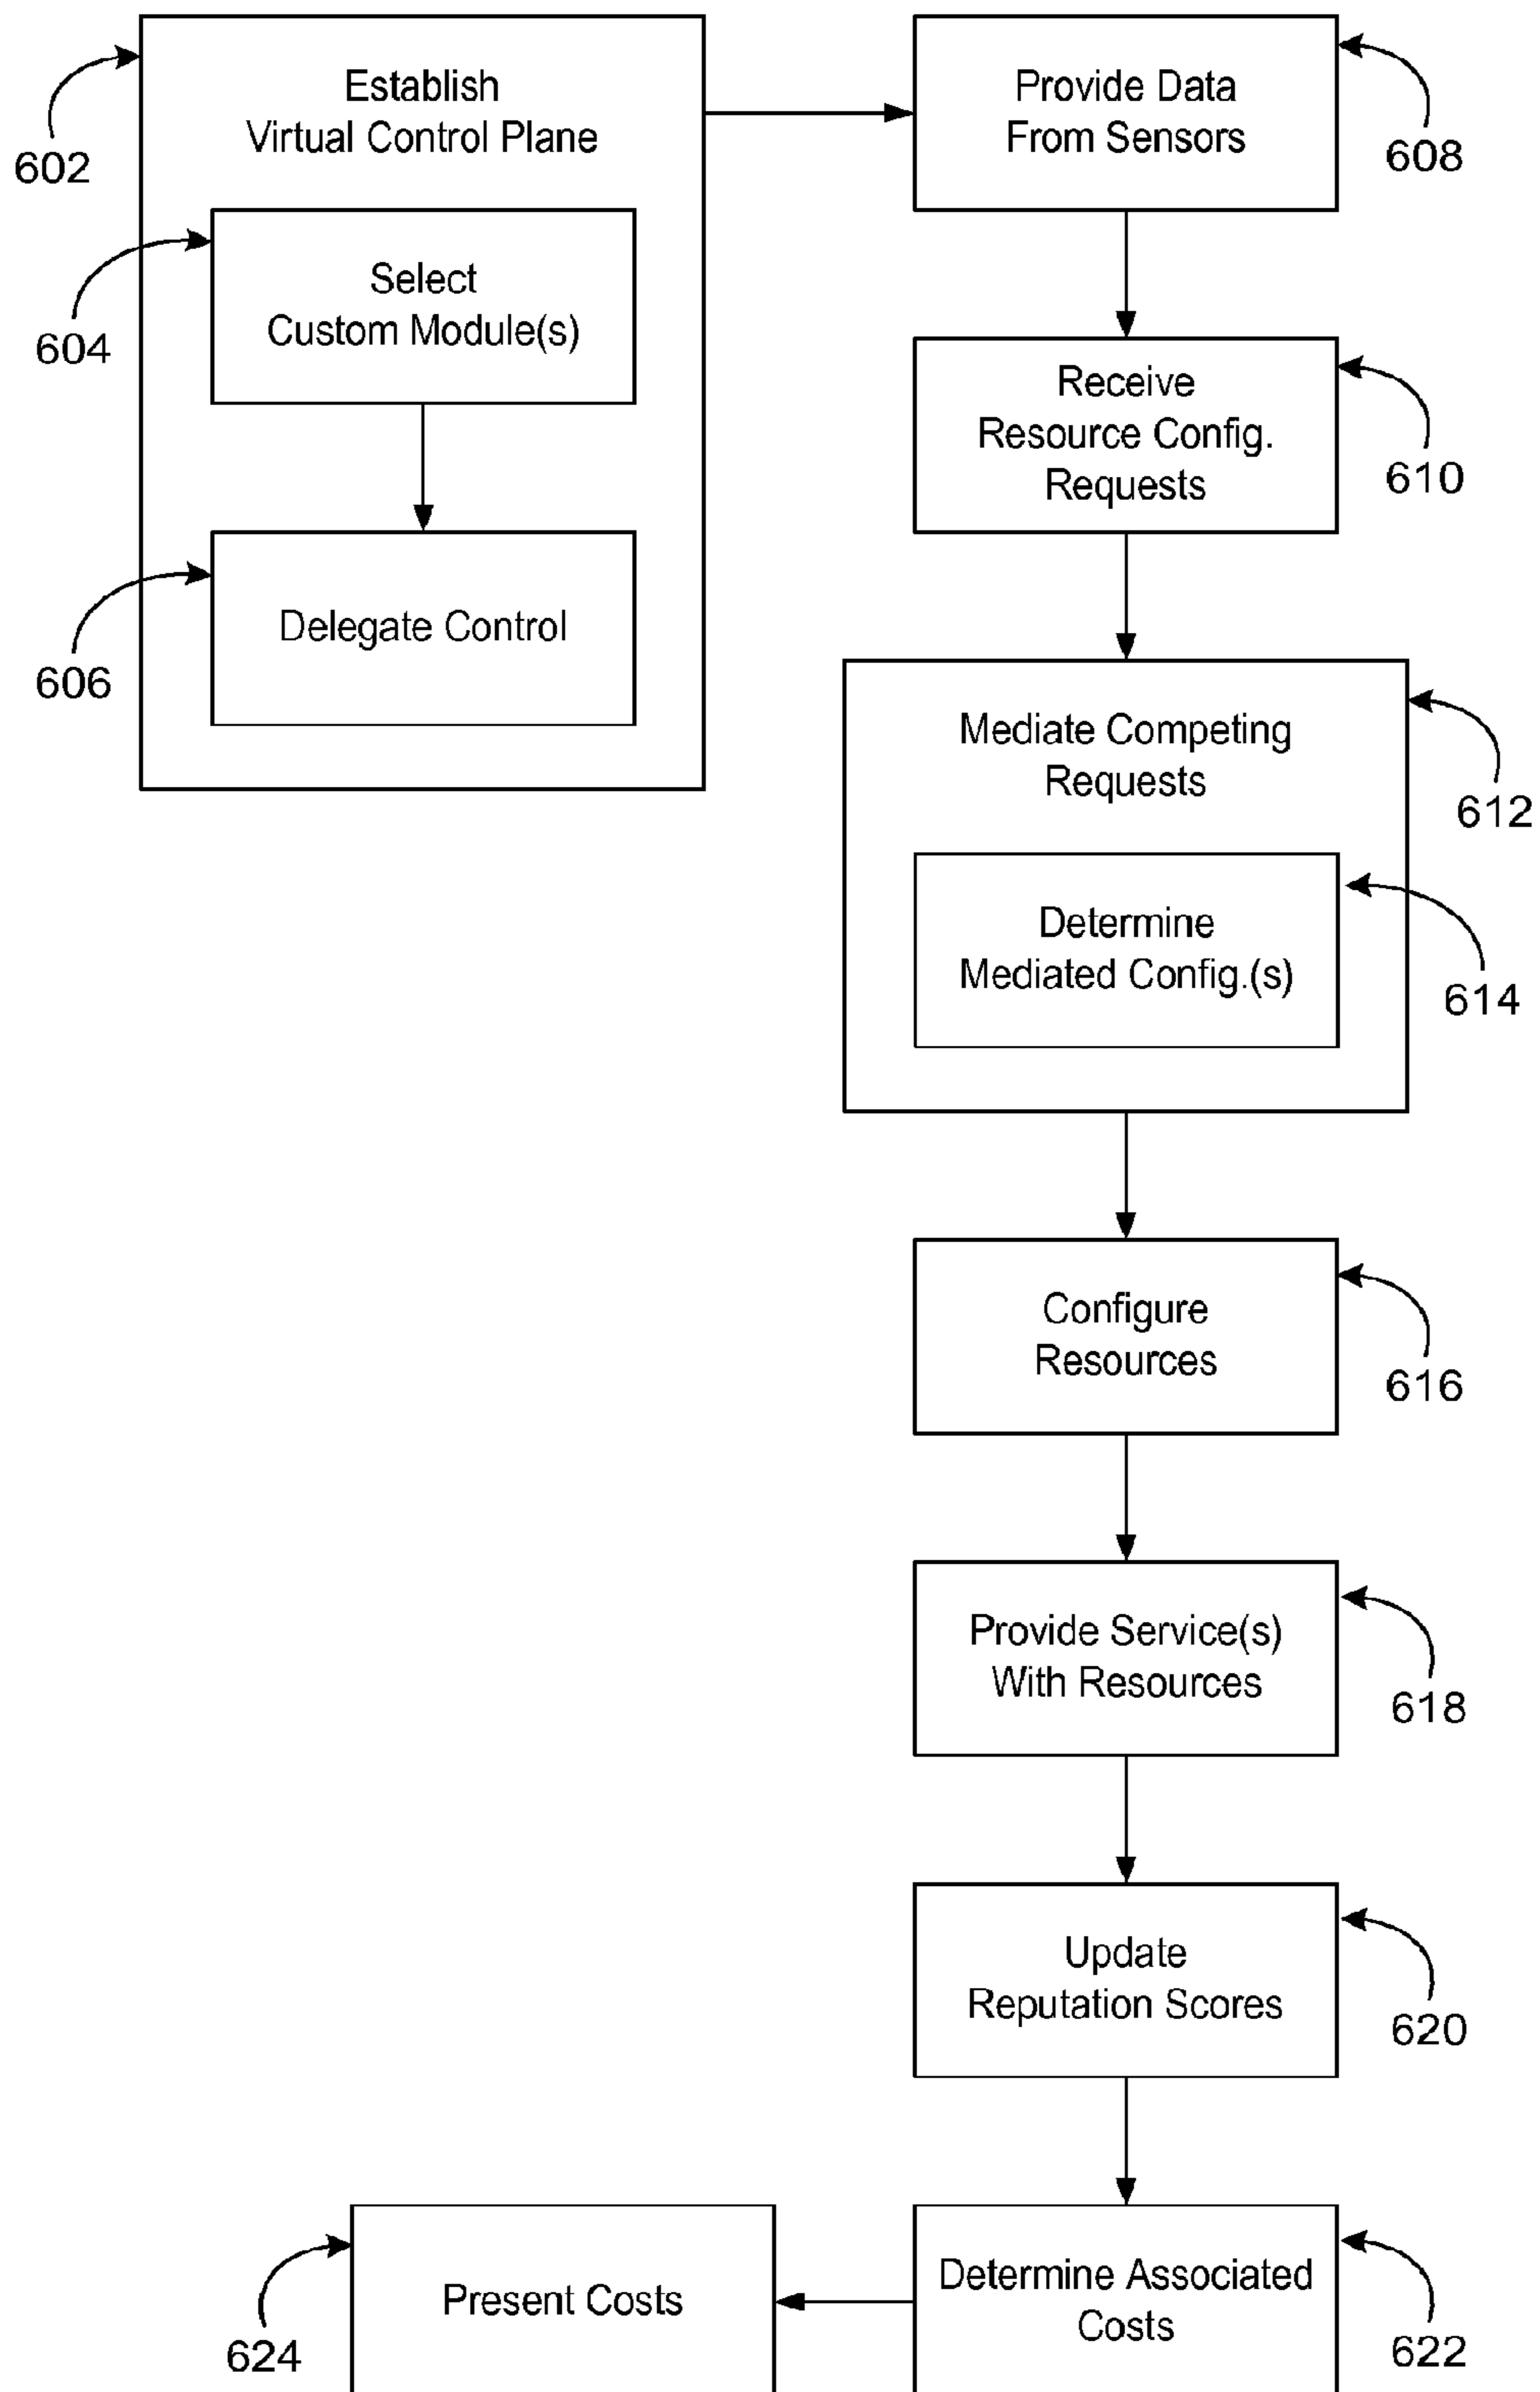 Establish
Virtual Control Plane
602
Select
Custom Module(s)
604
Delegate Control
606
Provide Data
From Sensors
608
Receive
Resource Config.
Requests
610
Mediate Competing
Requests
612
Determine
Mediated Config.(s)
614
Configure
Resources
616
Provide Service(s)
With Resources
618
Update
Reputation Scores
620
Determine Associated
Costs
622
Present Costs
624